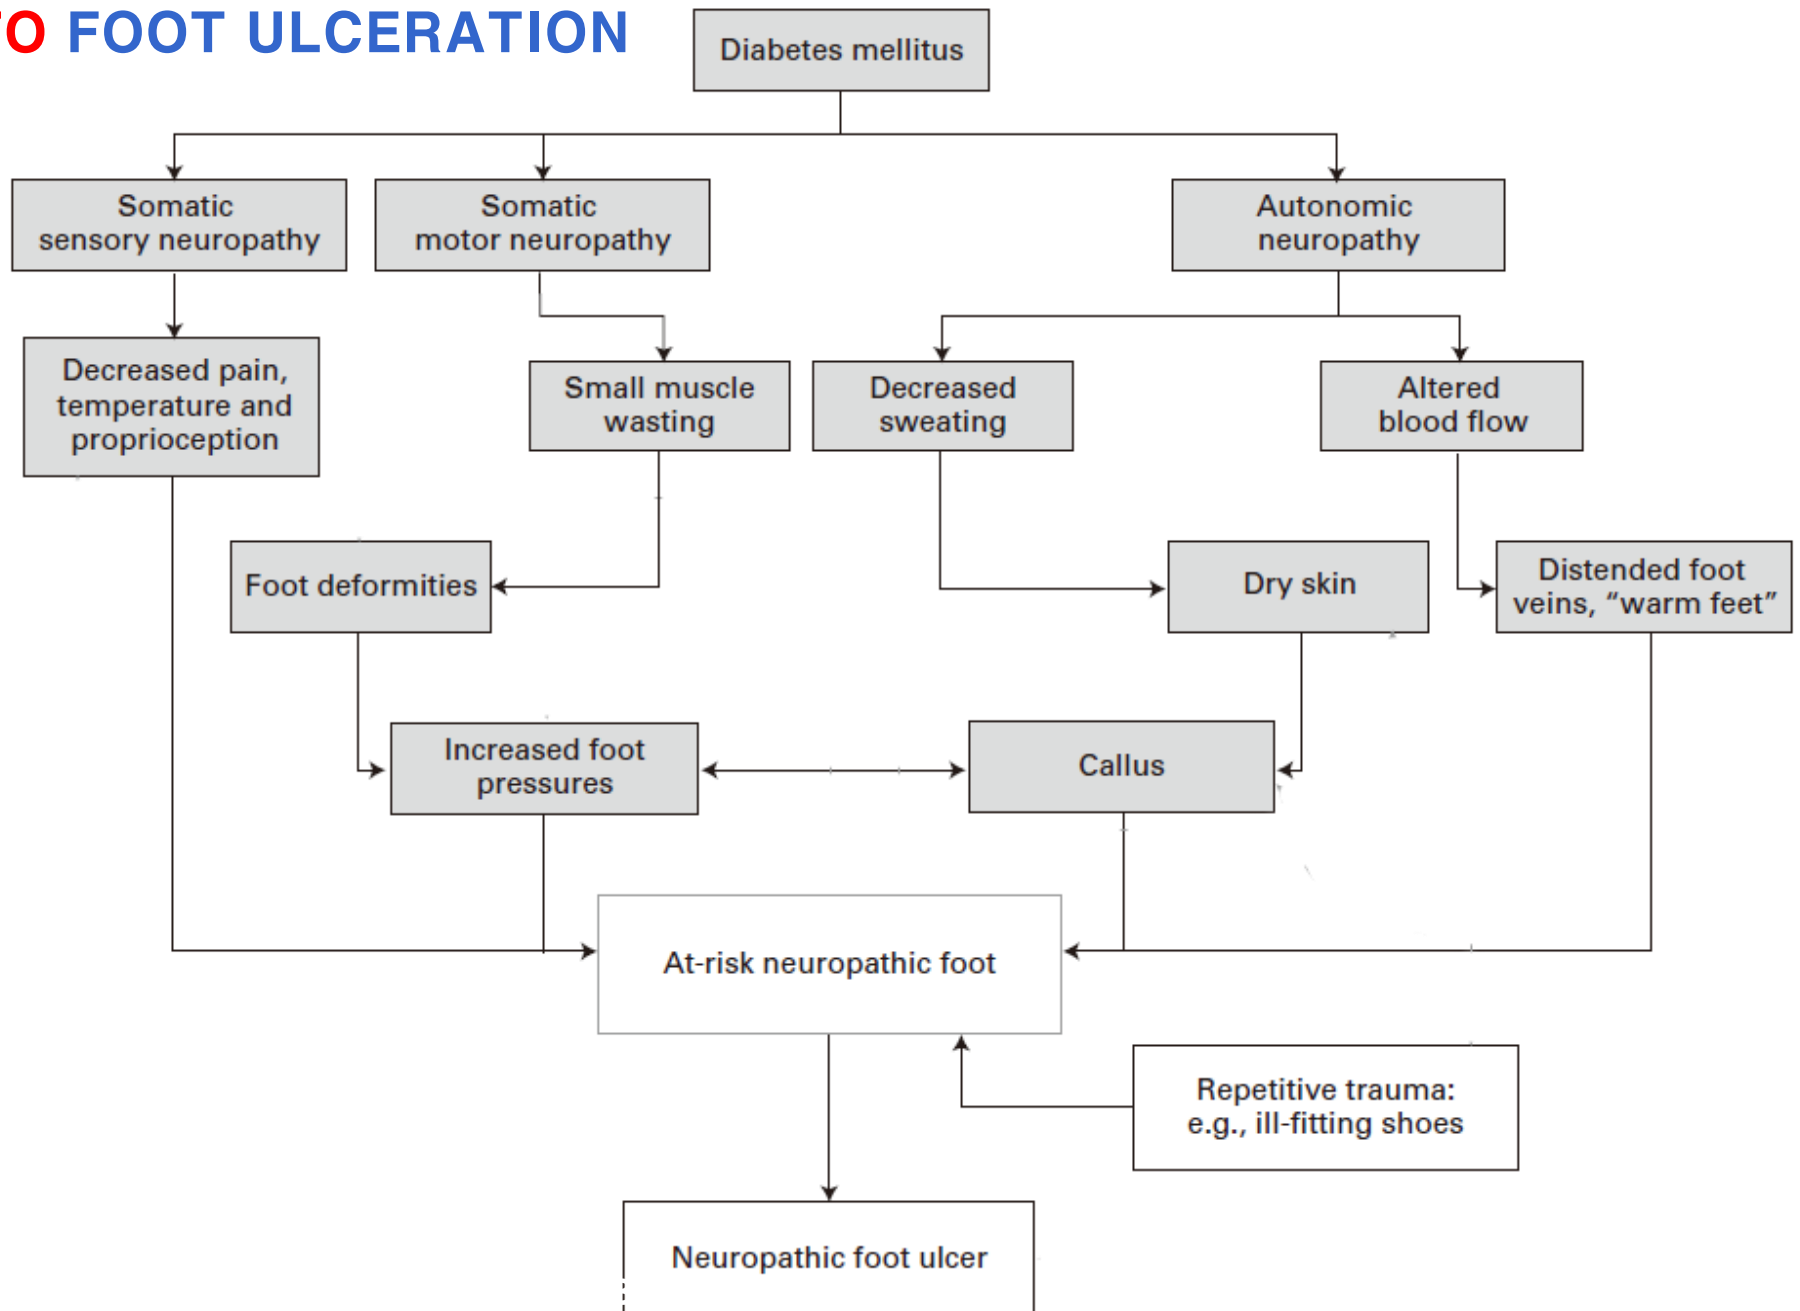 TO FOOT ULCERATION
Diabetes mellitus
Somatic
sensory neuropathy
Somatic
motor neuropathy
Autonomic
neuropathy
Decreased pain,
temperature and
proprioception
Small muscle
wasting
Decreased
sweating
Altered
blood flow
Foot deformities
Dry skin
Distended foot
veins, “warm feet”
Increased foot
pressures
Callus
At-risk neuropathic foot
Repetitive trauma:
e.g., ill-fitting shoes
Neuropathic foot ulcer